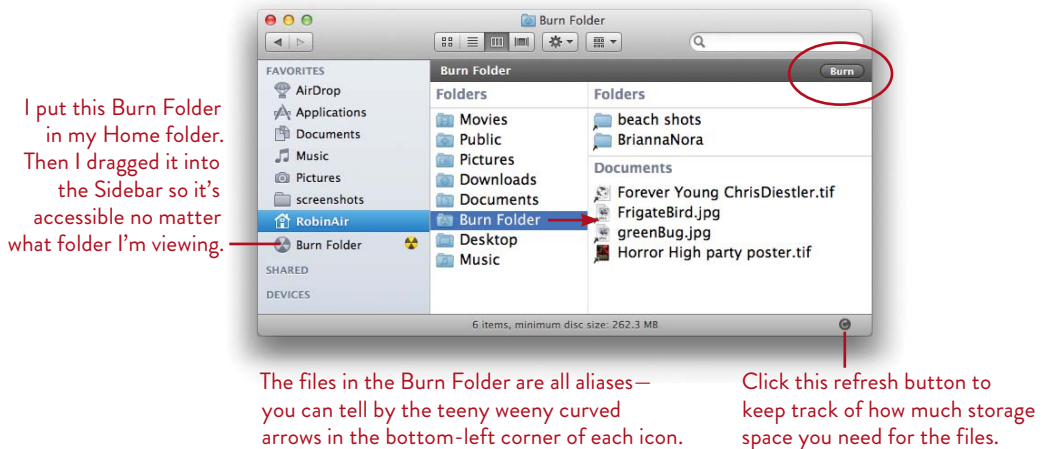 Burn Folder
FAVORITES
AirDrop
Applications
Documents
Music
Pictures
screenshots
RobinAir
Burn Folder
SHARED
DEVICES
Burn Folder
Burn
Folders
Movies
Public
Pictures
Downloads
Documents
Burn Folder
Desktop
Music
Folders
beach shots
BriannaNora
Documents
Forever Young ChrisDiestler.tif
FrigateBird.jpg
greenBug.jpg
Horror High party poster.tif
6 items, minimum disc size: 262.3 MB
I put this Burn Folder
in my Home folder.
Then I dragged it into
the Sidebar so it's
accessible no matter
what folder I'm viewing.
The files in the Burn Folder are all aliases—
you can tell by the teeny weeny curved
arrows in the bottom-left corner of each icon.
Click this refresh button to
keep track of how much storage
space you need for the files.